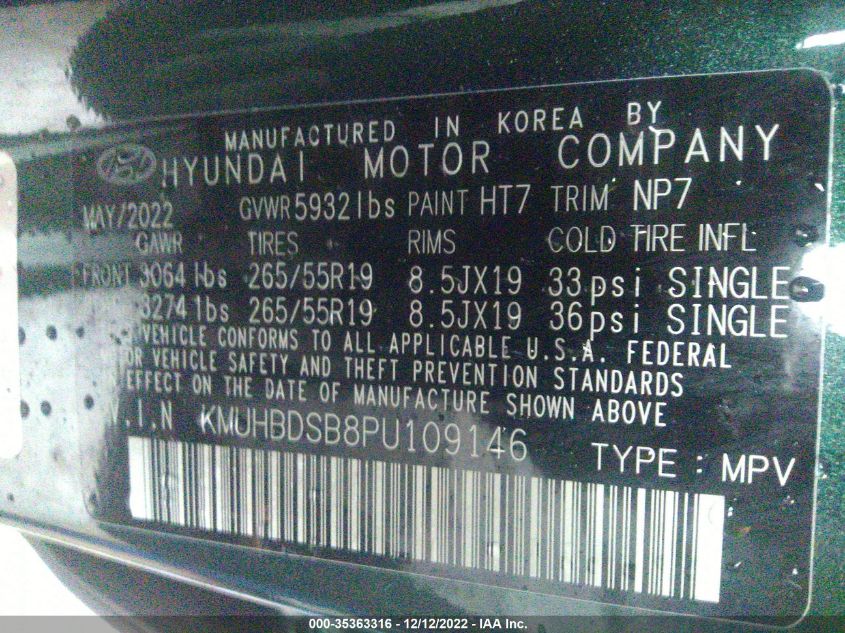 MANUFACTURED IN KOREA BY
HYUNDAI MOTOR COMPANY
MAY/2022 GVWR 5932lbs PAINT HT7 TRIM NP7
GAWR TIRES RIMS COLD TIRE INFL
FRONT 3064lbs 265/55R19 8.5JX19 33psi SINGLE
3274lbs 265/55R19 8.5JX19 36psi SINGLE
VEHICLE CONFORMS TO ALL APPLICABLE U.S.A. FEDERAL
VEHICLE SAFETY AND THEFT PREVENTION STANDARDS
EFFECT ON THE DATE OF MANUFACTURE SHOWN ABOVE
V.I.N KMUHBDSB8PU109146 TYPE : MPV
000-35363316 - 12/12/2022 - IAA Inc.